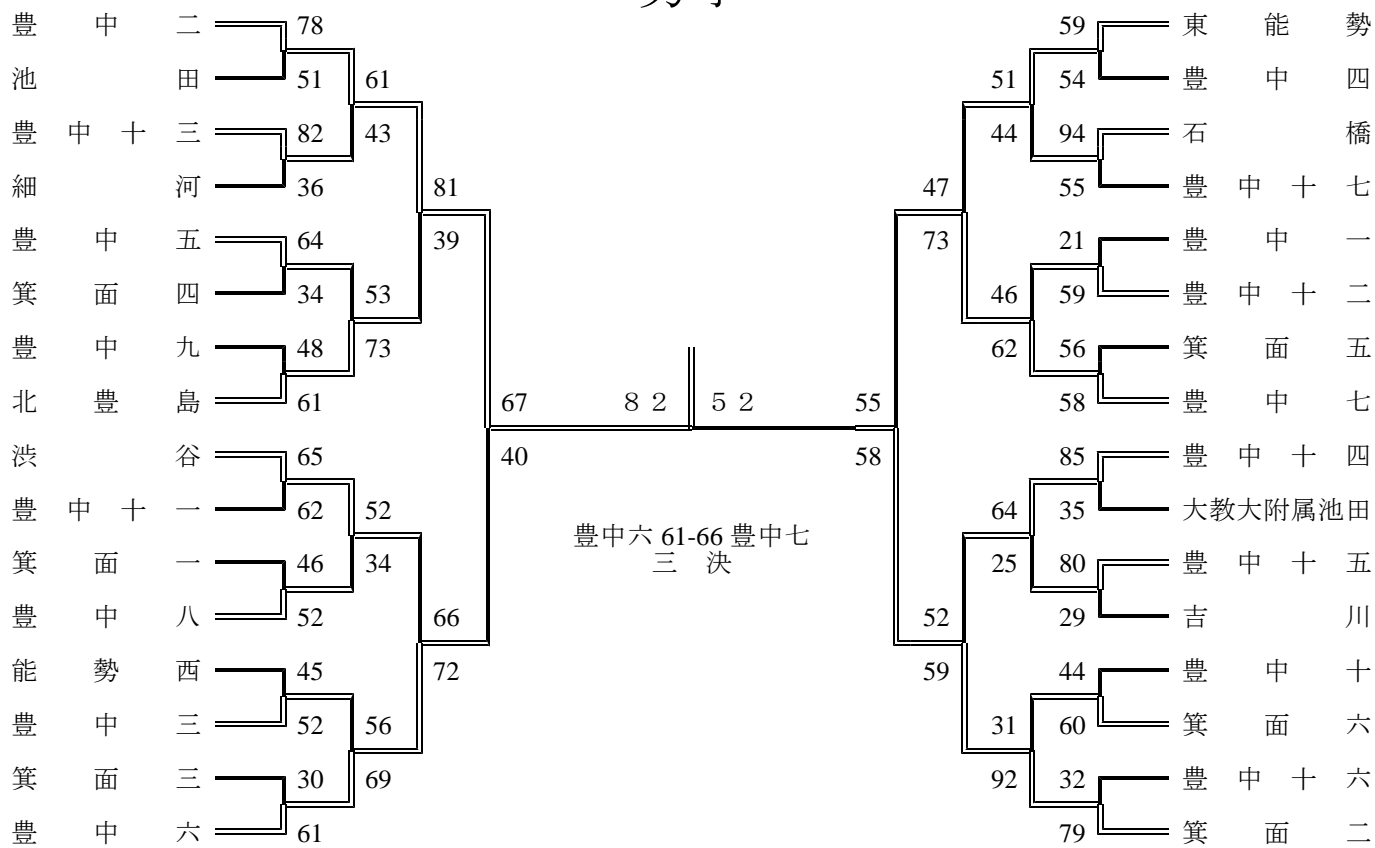 豊中二 78 59 東能勢
池田 51 61 51 54 豊中四
豊中十三 82 43 44 94 石橋
細河 36 81 47 55 豊中十七
豊中五 64 39 73 21 豊中一
箕面四 34 53 46 59 豊中十二
豊中九 48 73 62 56 箕面五
北豊島 61 67 ８２ ５２ 55 58 豊中七
渋谷 65 40 58 85 豊中十四
豊中十一 62 52 64 35 大教大附属池田
豊中六 61-66 豊中七
箕面一 46 34 25 80 豊中十五
三決
豊中八 52 66 52 29 吉川
能勢西 45 72 59 44 豊中十
豊中三 52 56 31 60 箕面六
箕面三 30 69 92 32 豊中十六
豊中六 61 79 箕面二